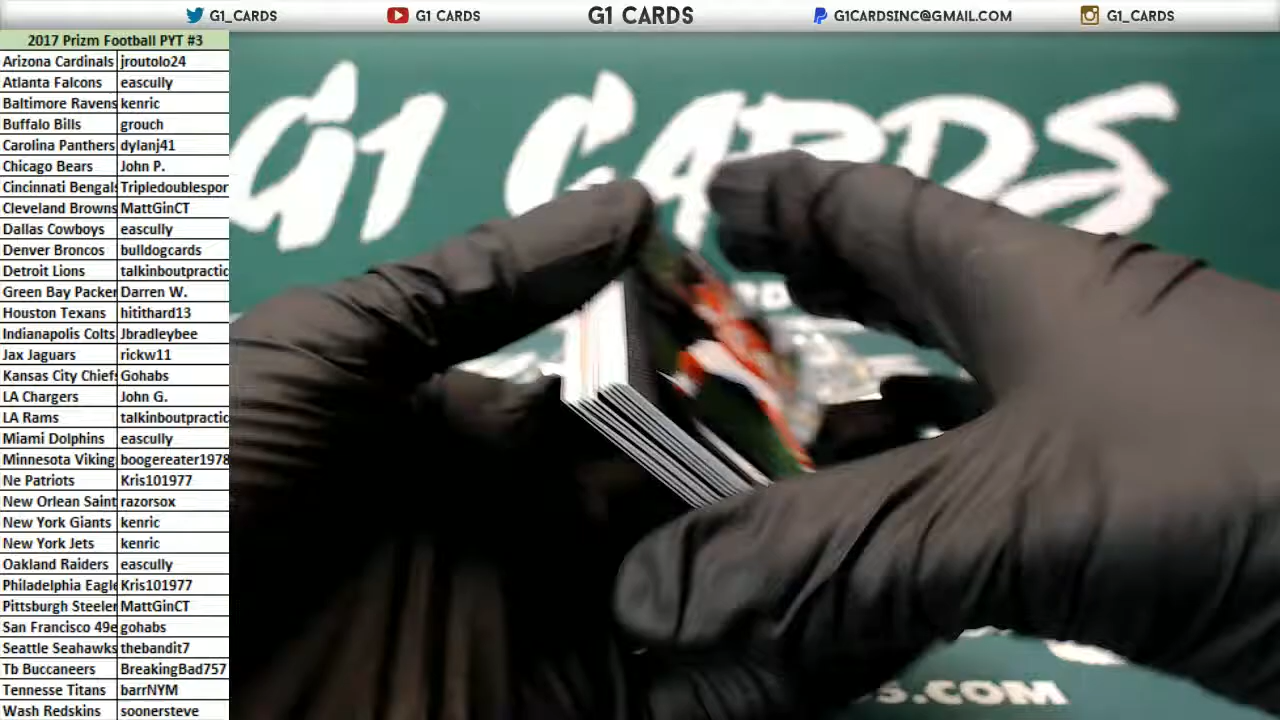 G1_CARDS
G1 CARDS
G1 CARDS
G1CARDSINC@GMAIL.COM
G1_CARDS
2017 Prizm Football PYT #3
Arizona Cardinals jroutolo24
Atlanta Falcons eascully
Baltimore Ravens kenric
Buffalo Bills grouch
Carolina Panthers dylanj41
Chicago Bears John P.
Cincinnati Bengals Tripledoublespor
Cleveland Browns MattGinCT
Dallas Cowboys eascully
Denver Broncos bulldogcards
Detroit Lions talkinboutpractic
Green Bay Packer Darren W.
Houston Texans hitithard13
Indianapolis Colts Jbradleybee
Jax Jaguars rickw11
Kansas City Chiefs Gohabs
LA Chargers John G.
LA Rams talkinboutpractic
Miami Dolphins eascully
Minnesota Viking boogereater1978
Ne Patriots Kris101977
New Orlean Saint razorsox
New York Giants kenric
New York Jets kenric
Oakland Raiders eascully
Philadelphia Eagle Kris101977
Pittsburgh Steeler MattGinCT
San Francisco 49e gohabs
Seattle Seahawks thebandit7
Tb Buccaneers BreakingBad757
Tennesse Titans barrNYM
Wash Redskins soonersteve
G1 CARDS
S.COM